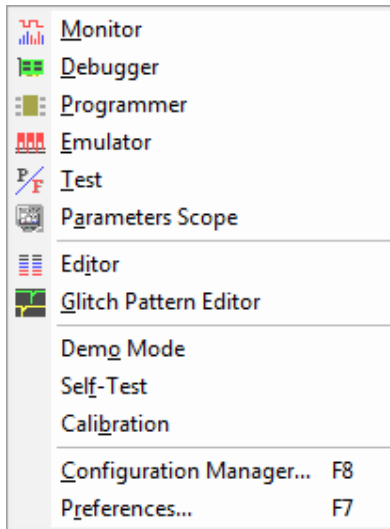 Monitor
Debugger
Programmer
Emulator
P/F Test
Parameters Scope
Editor
Glitch Pattern Editor
Demo Mode
Self-Test
Calibration
Configuration Manager... F8
Preferences... F7